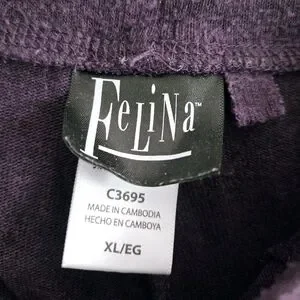 FeLiNa™
C3695
MADE IN CAMBODIA
HECHO EN CAMBOYA
XL/EG